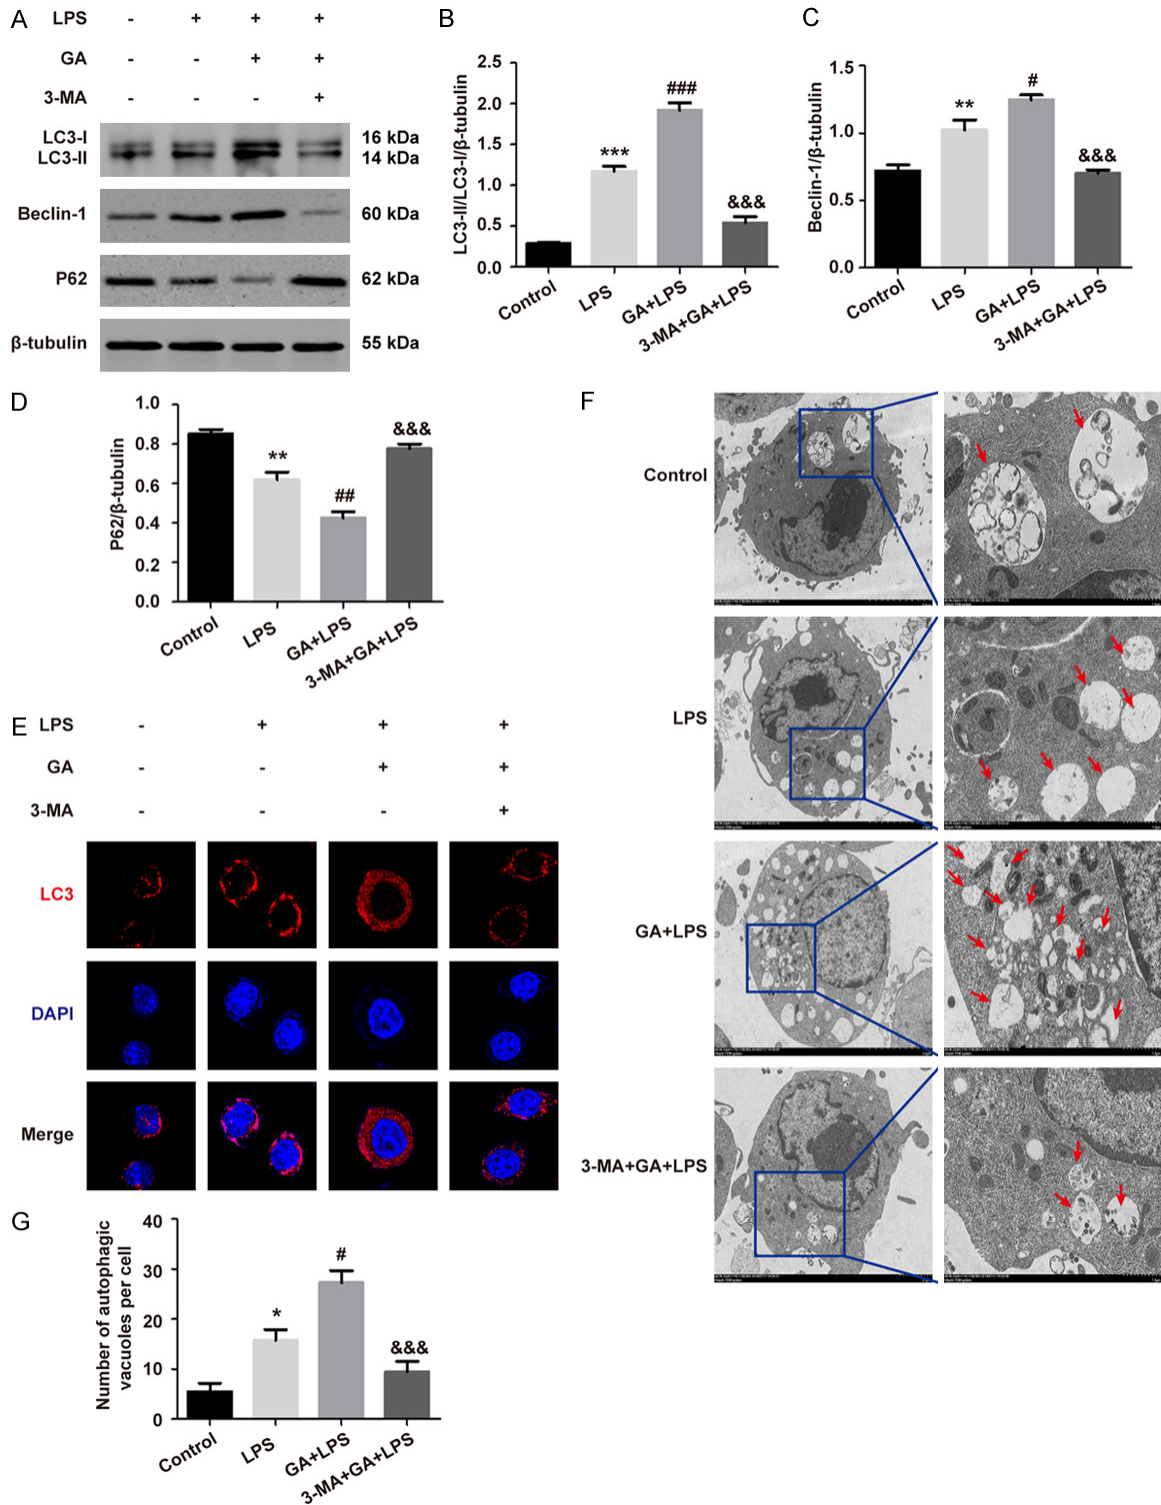 A
LPS - + + +
GA - - + +
3-MA - - - +
LC3-I 16 kDa
LC3-II 14 kDa
Beclin-1 60 kDa
P62 62 kDa
β-tubulin 55 kDa
B
LC3-II/LC3-I/β-tubulin
2.5
2.0
1.5
1.0
0.5
0.0
***
###
&&&
Control
LPS
GA+LPS
3-MA+GA+LPS
C
Beclin-1/β-tubulin
1.5
1.0
0.5
0.0
**
#
&&&
Control
LPS
GA+LPS
3-MA+GA+LPS
D
P62/β-tubulin
1.0
0.8
0.6
0.4
0.2
0.0
**
##
&&&
Control
LPS
GA+LPS
3-MA+GA+LPS
E
LPS - + + +
GA - - + +
3-MA - - - +
LC3
DAPI
Merge
F
Control
LPS
GA+LPS
3-MA+GA+LPS
G
Number of autophagic
vacuoles per cell
40
30
20
10
0
*
#
&&&
Control
LPS
GA+LPS
3-MA+GA+LPS